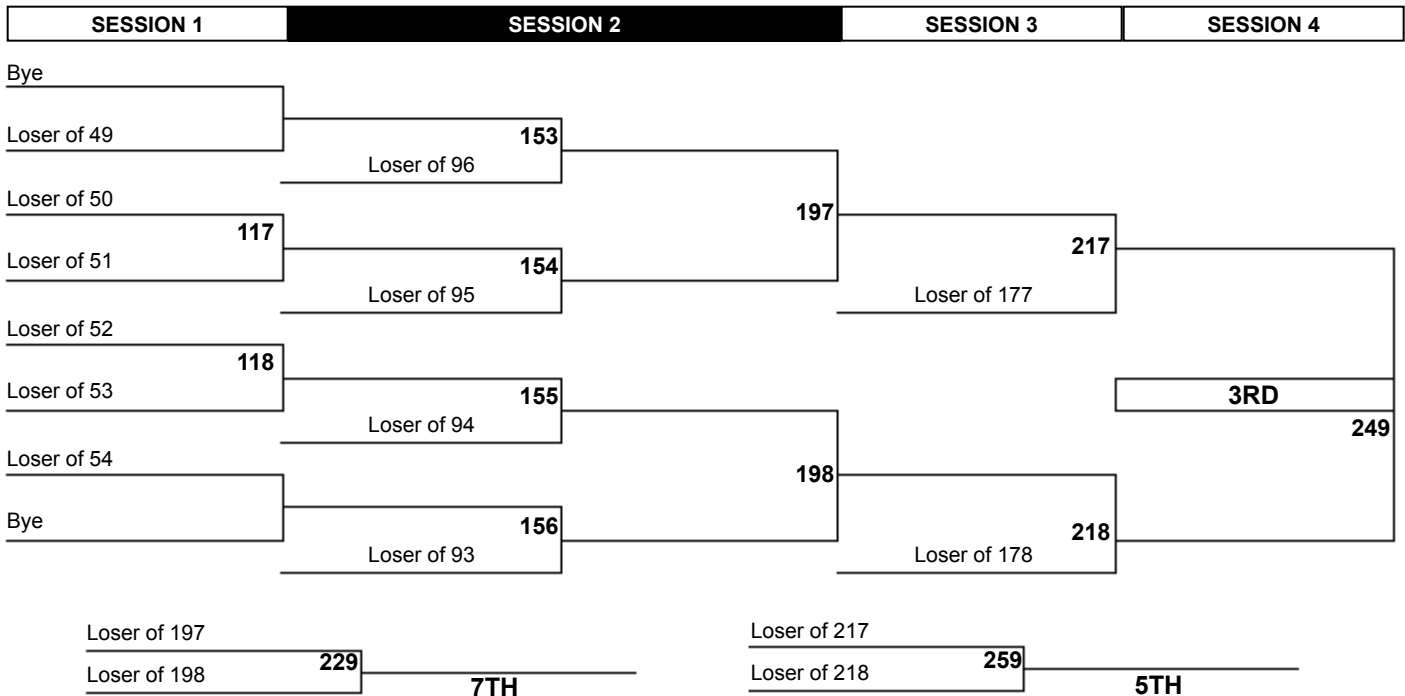 SESSION 1 SESSION 2 SESSION 3 SESSION 4
Bye
Loser of 49
153
Loser of 96
Loser of 50
197
117
217
Loser of 51
154
Loser of 95
Loser of 177
Loser of 52
118
Loser of 53
155
3RD
Loser of 94
249
Loser of 54
198
Bye
156
218
Loser of 93
Loser of 178
Loser of 197
229
Loser of 198
7TH
Loser of 217
259
Loser of 218
5TH